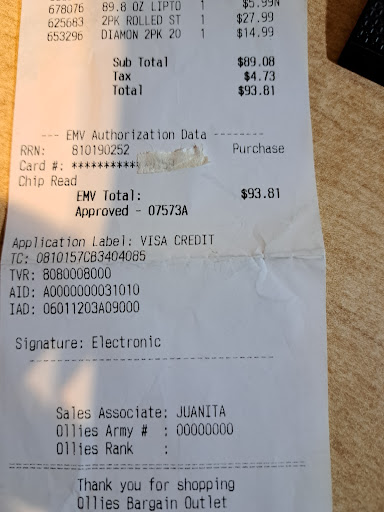 678076 89.8 OZ LIPTO 1 $5.99N
625683 2PK ROLLED ST 1 $27.99
653296 DIAMON 2PK 20 1 $14.99
Sub Total $89.08
Tax $4.73
Total $93.81
--- EMV Authorization Data --------
RRN: 810190252 Purchase
Card #: ***********
Chip Read
EMV Total: $93.81
Approved - 07573A
Application Label: VISA CREDIT
TC: 0810157CB3404085
TVR: 8080008000
AID: A0000000031010
IAD: 06011203A09000
Signature: Electronic
Sales Associate: JUANITA
Ollies Army # : 00000000
Ollies Rank :
Thank you for shopping
Ollies Bargain Outlet